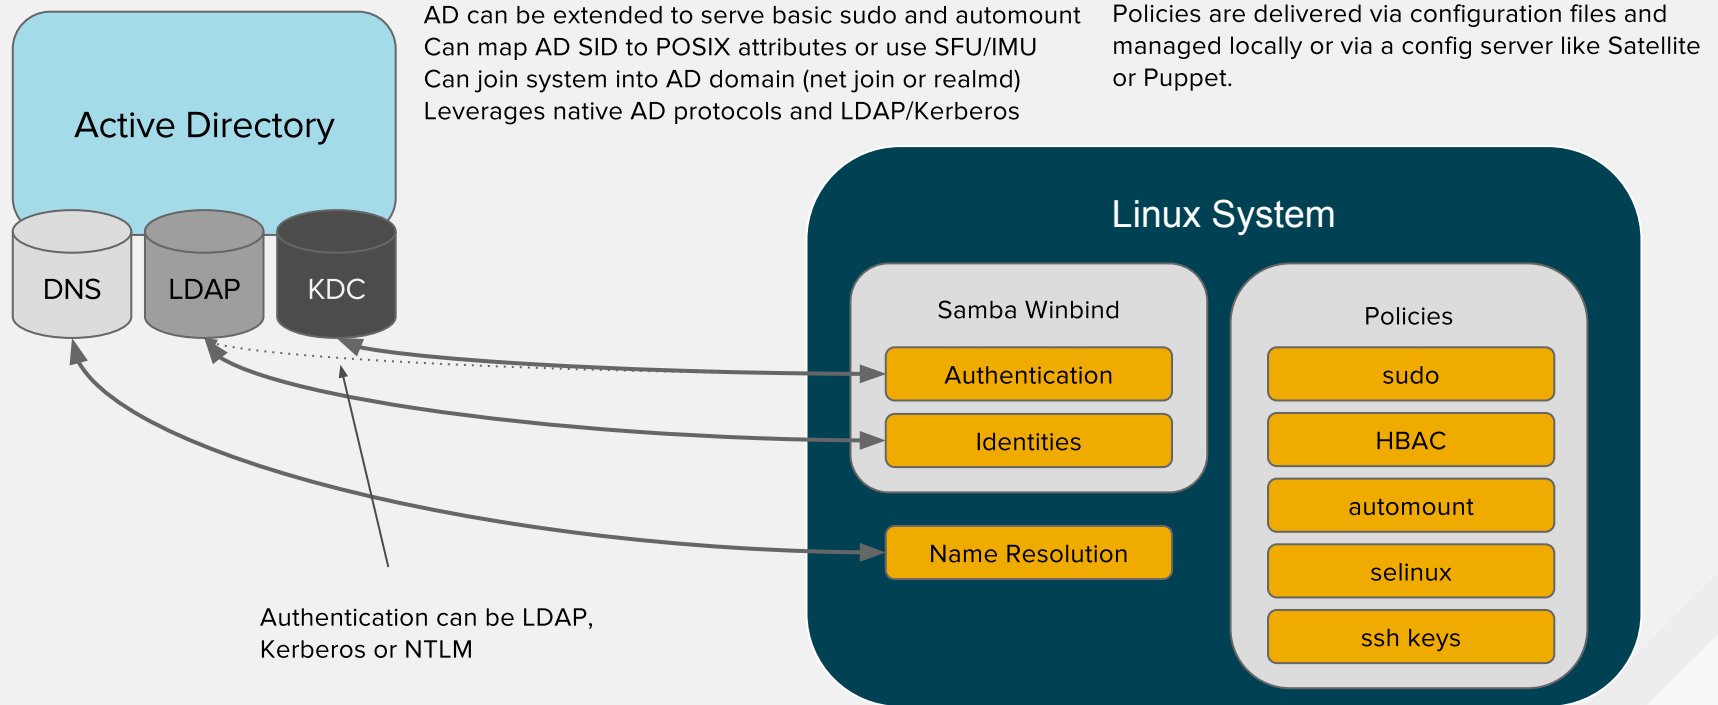 AD can be extended to serve basic sudo and automount
Can map AD SID to POSIX attributes or use SFU/IMU
Can join system into AD domain (net join or realmd)
Leverages native AD protocols and LDAP/Kerberos
Policies are delivered via configuration files and
managed locally or via a config server like Satellite
or Puppet.
Active Directory
DNS
LDAP
KDC
Linux System
Samba Winbind
Authentication
Identities
Name Resolution
Policies
sudo
HBAC
automount
selinux
ssh keys
Authentication can be LDAP,
Kerberos or NTLM